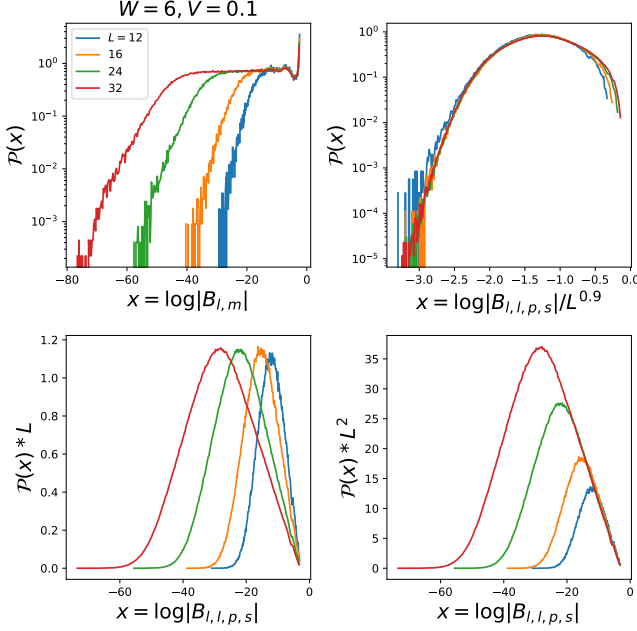 W = 6, V = 0.1
L = 12
16
24
32
10⁰
10⁻¹
10⁻²
10⁻³
P(x)
−80 −60 −40 −20 0
x = log|B_{l,m}|
10⁰
10⁻¹
10⁻²
10⁻³
10⁻⁴
10⁻⁵
P(x)
−3.0 −2.5 −2.0 −1.5 −1.0 −0.5 0.0
x = log|B_{l,l,p,s}|/L^{0.9}
1.2
1.0
0.8
0.6
0.4
0.2
0.0
P(x) * L
−60 −40 −20 0
x = log|B_{l,l,p,s}|
35
30
25
20
15
10
5
0
P(x) * L²
−60 −40 −20 0
x = log|B_{l,l,p,s}|